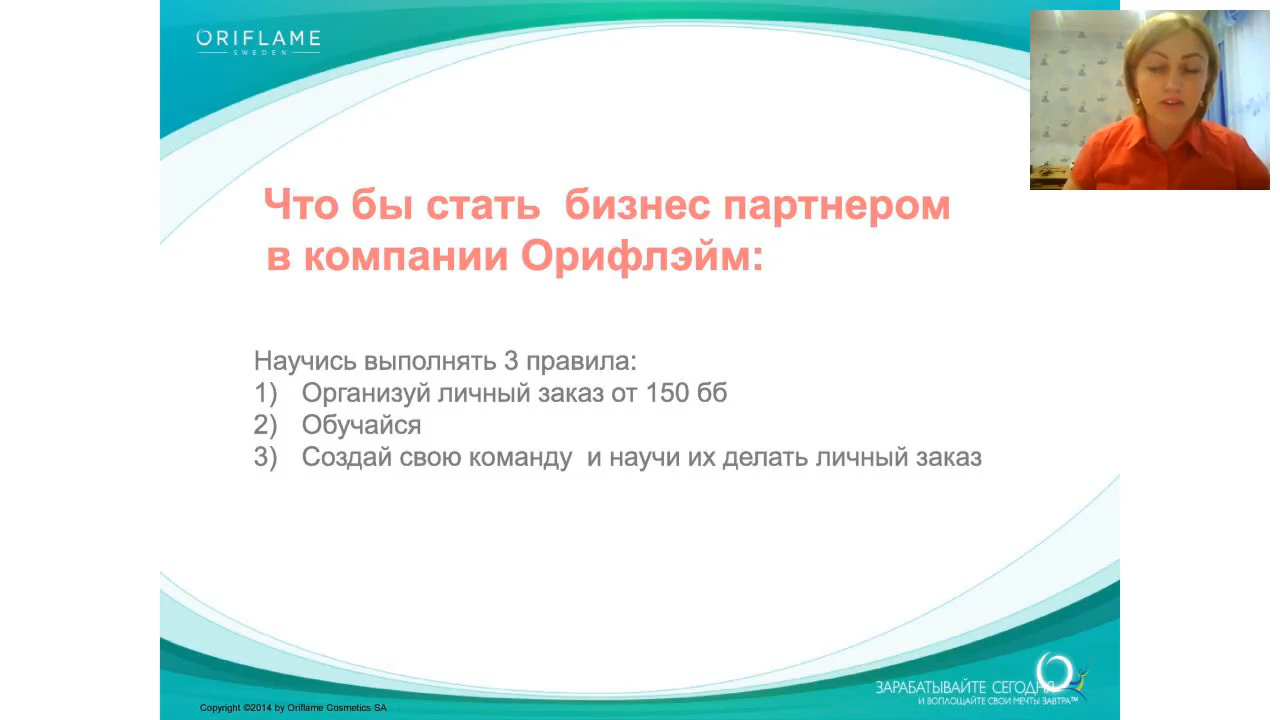 ORIFLAME
SWEDEN
Что бы стать бизнес партнером
в компании Орифлэйм:
Научись выполнять 3 правила:
1) Организуй личный заказ от 150 бб
2) Обучайся
3) Создай свою команду и научи их делать личный заказ
ЗАРАБАТЫВАЙТЕ СЕГОДНЯ
И ВОПЛОЩАЙТЕ СВОИ МЕЧТЫ ЗАВТРА™
Copyright ©2014 by Oriflame Cosmetics SA